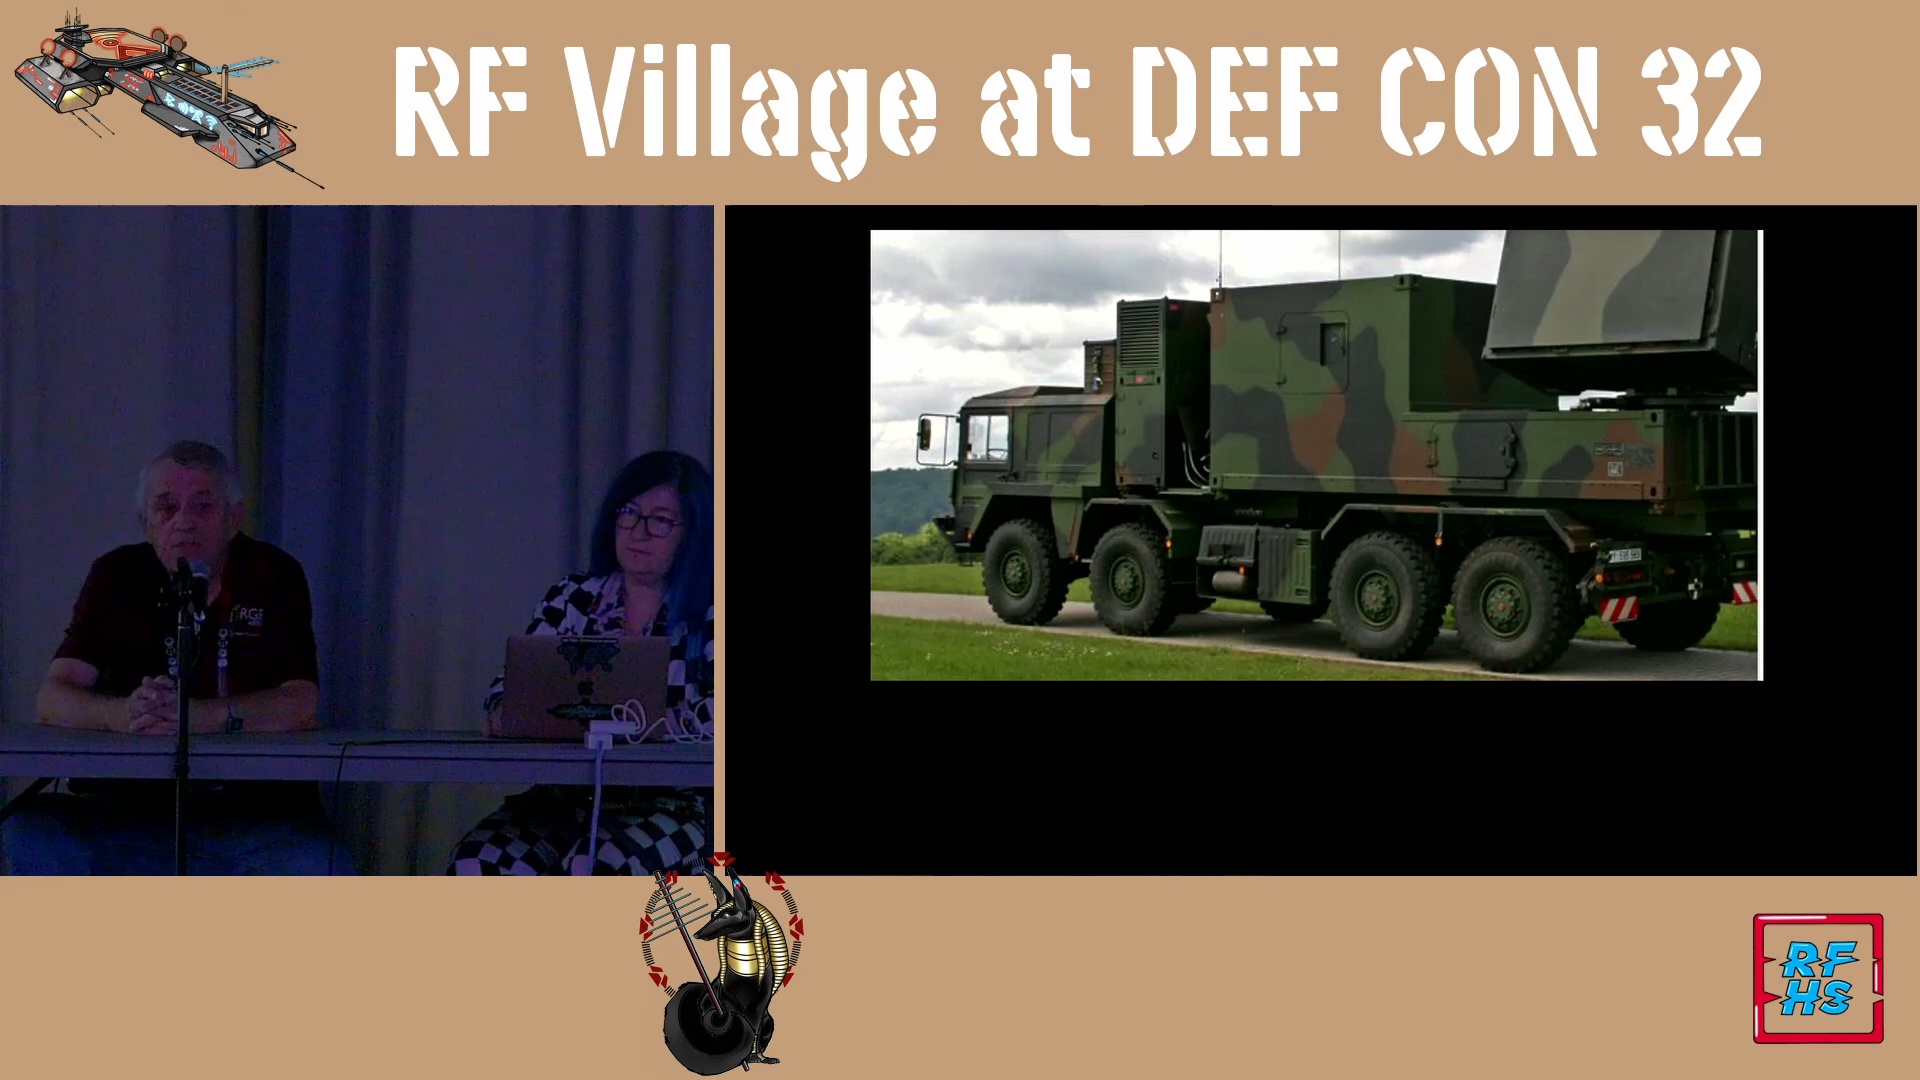 RF Village at DEF CON 32
RF
HS